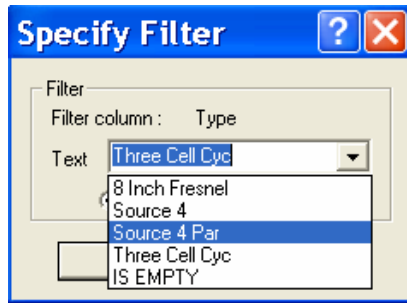 Specify Filter
Filter
Filter column : Type
Text Three Cell Cyc
8 Inch Fresnel
Source 4
Source 4 Par
Three Cell Cyc
IS EMPTY